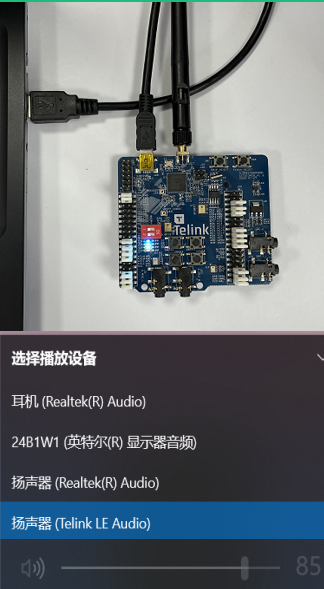 Telink
选择播放设备
耳机 (Realtek(R) Audio)
24B1W1 (英特尔(R) 显示器音频)
扬声器 (Realtek(R) Audio)
扬声器 (Telink LE Audio)
85